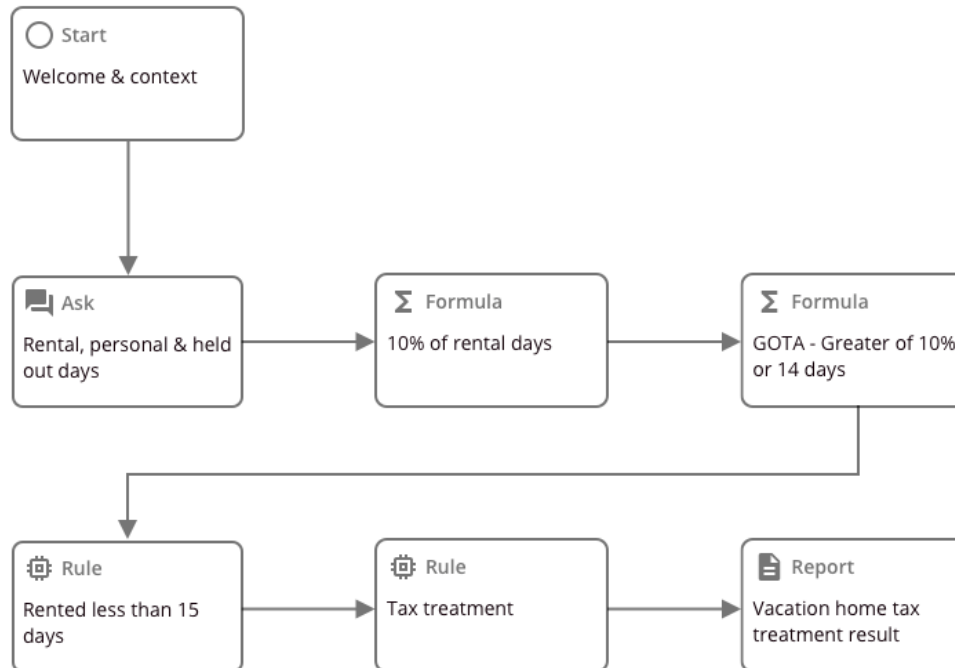 Start
Welcome & context
Ask
Rental, personal & held
out days
Formula
10% of rental days
Formula
GOTA - Greater of 10%
or 14 days
Rule
Rented less than 15
days
Rule
Tax treatment
Report
Vacation home tax
treatment result